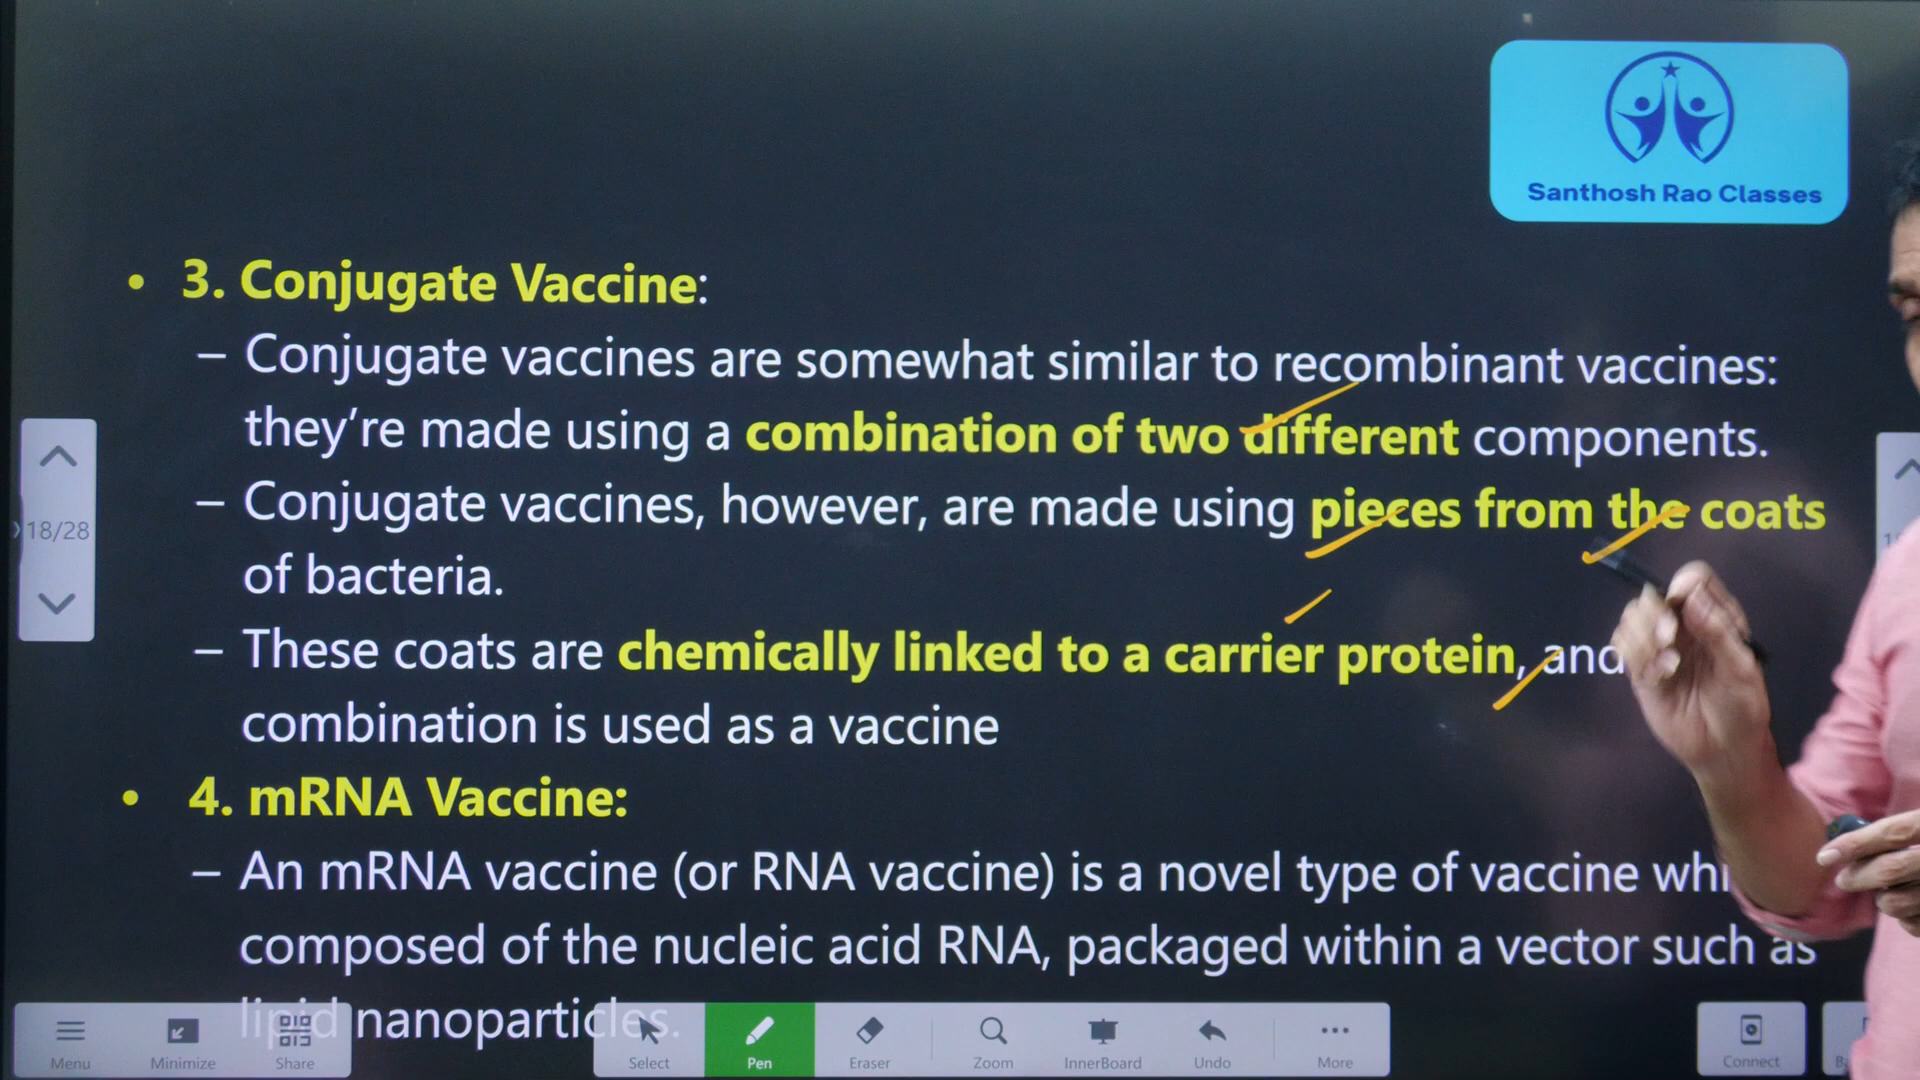 Santhosh Rao Classes
• 3. Conjugate Vaccine:
– Conjugate vaccines are somewhat similar to recombinant vaccines:
they're made using a combination of two different components.
– Conjugate vaccines, however, are made using pieces from the coats
of bacteria.
– These coats are chemically linked to a carrier protein, and
combination is used as a vaccine
• 4. mRNA Vaccine:
– An mRNA vaccine (or RNA vaccine) is a novel type of vaccine
composed of the nucleic acid RNA, packaged within a vector such as
lipid nanoparticles.
18/28
Menu Minimize Share Select Pen Eraser Zoom InnerBoard Undo More Connect